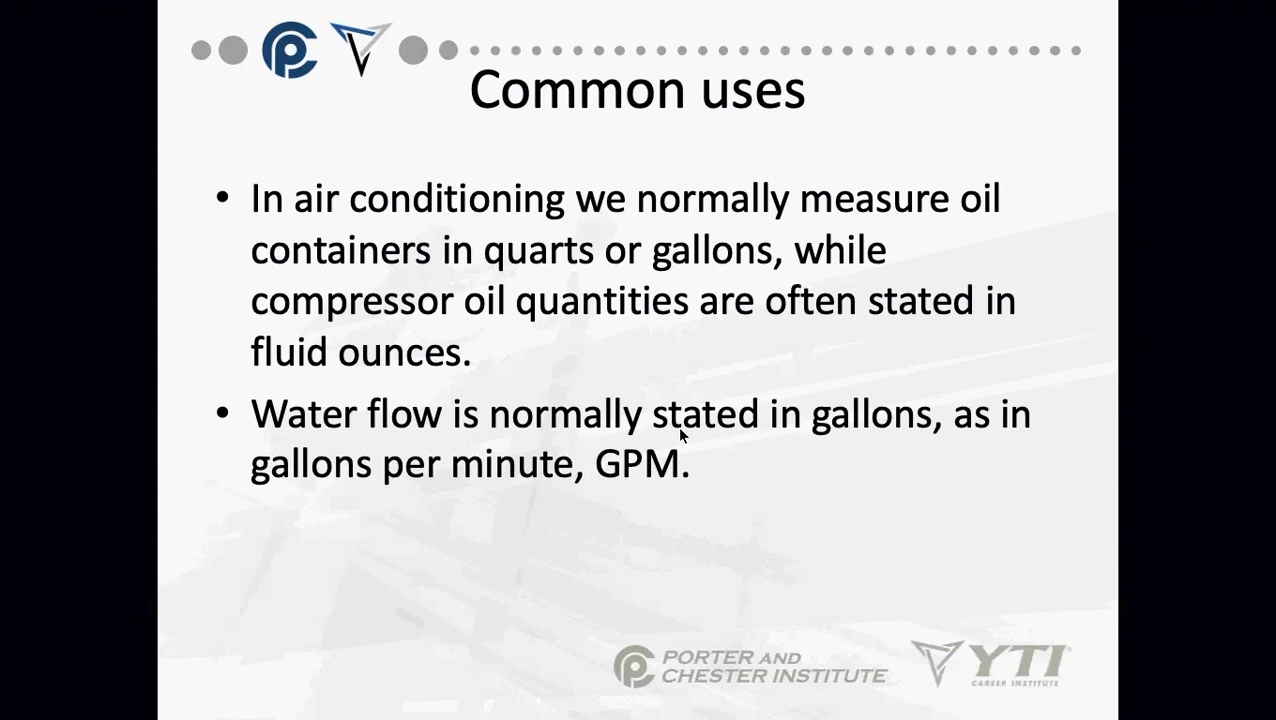 Common uses
• In air conditioning we normally measure oil
containers in quarts or gallons, while
compressor oil quantities are often stated in
fluid ounces.
• Water flow is normally stated in gallons, as in
gallons per minute, GPM.
PORTER AND
CHESTER INSTITUTE
YTI
CAREER INSTITUTE